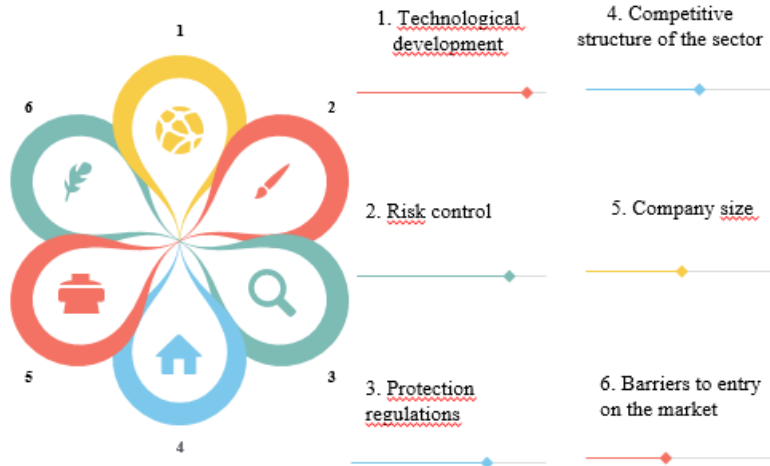 1
2
3
4
5
6
1. Technological
development
2. Risk control
3. Protection
regulations
4. Competitive
structure of the sector
5. Company size
6. Barriers to entry
on the market